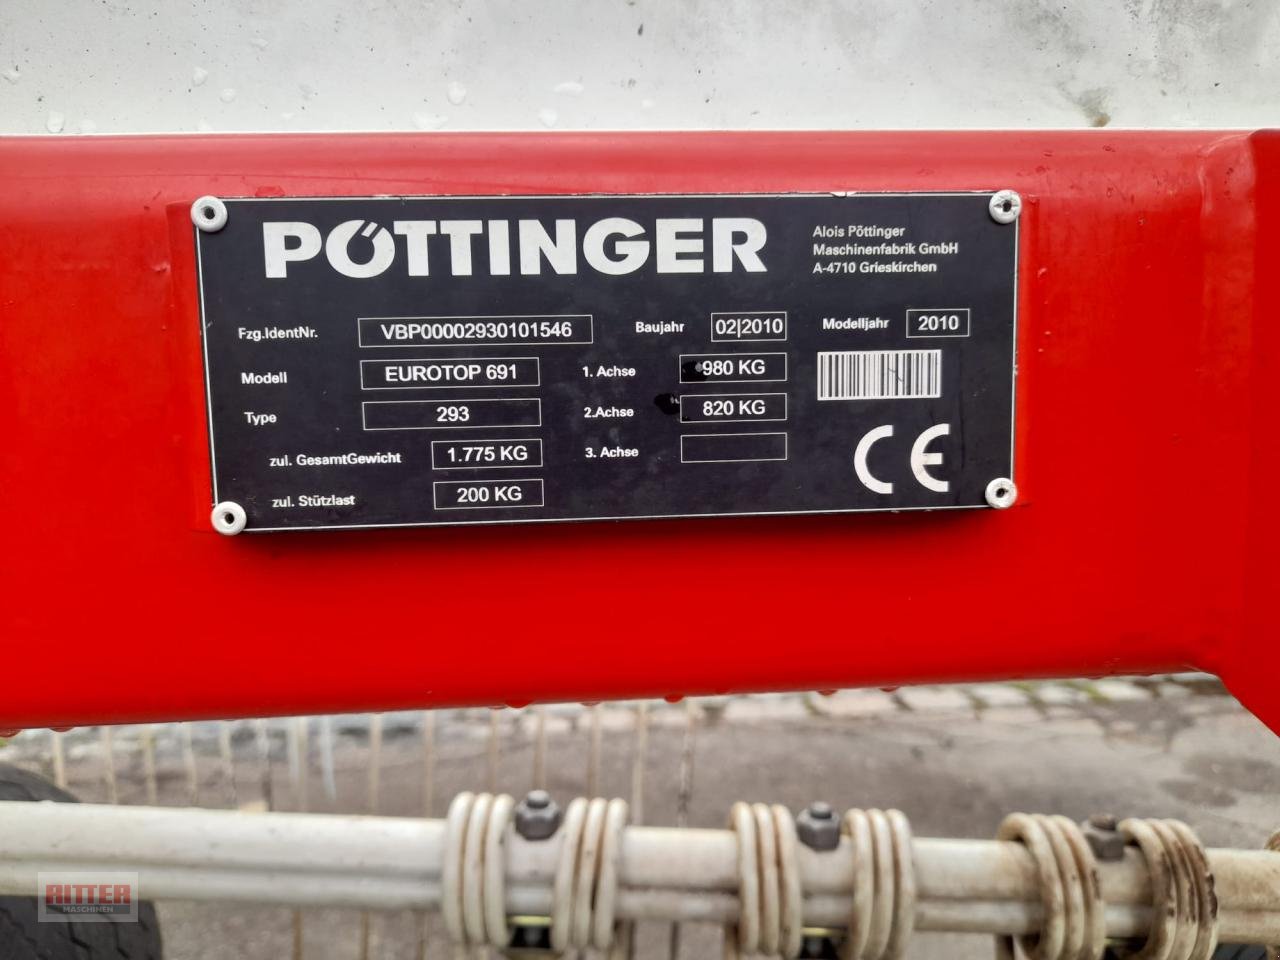 PÖTTINGER
Alois Pöttinger
Maschinenfabrik GmbH
A-4710 Grieskirchen
Fzg.IdentNr. VBP00002930101546 Baujahr 02|2010 Modelljahr 2010
Modell EUROTOP 691 1. Achse 980 KG
Type 293 2.Achse 820 KG
zul. GesamtGewicht 1.775 KG 3. Achse
zul. Stützlast 200 KG
CE
RITTER
MASCHINEN